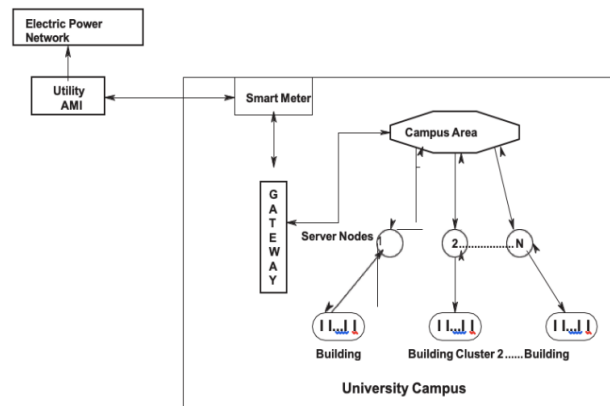 Electric Power
Network
Utility
AMI
Smart Meter
Campus Area
G
A
T
E
W
A
Y
Server Nodes 1
2..................N
I I...I I
I I...I I
I I...I I
Building
Building Cluster 2......Building
University Campus